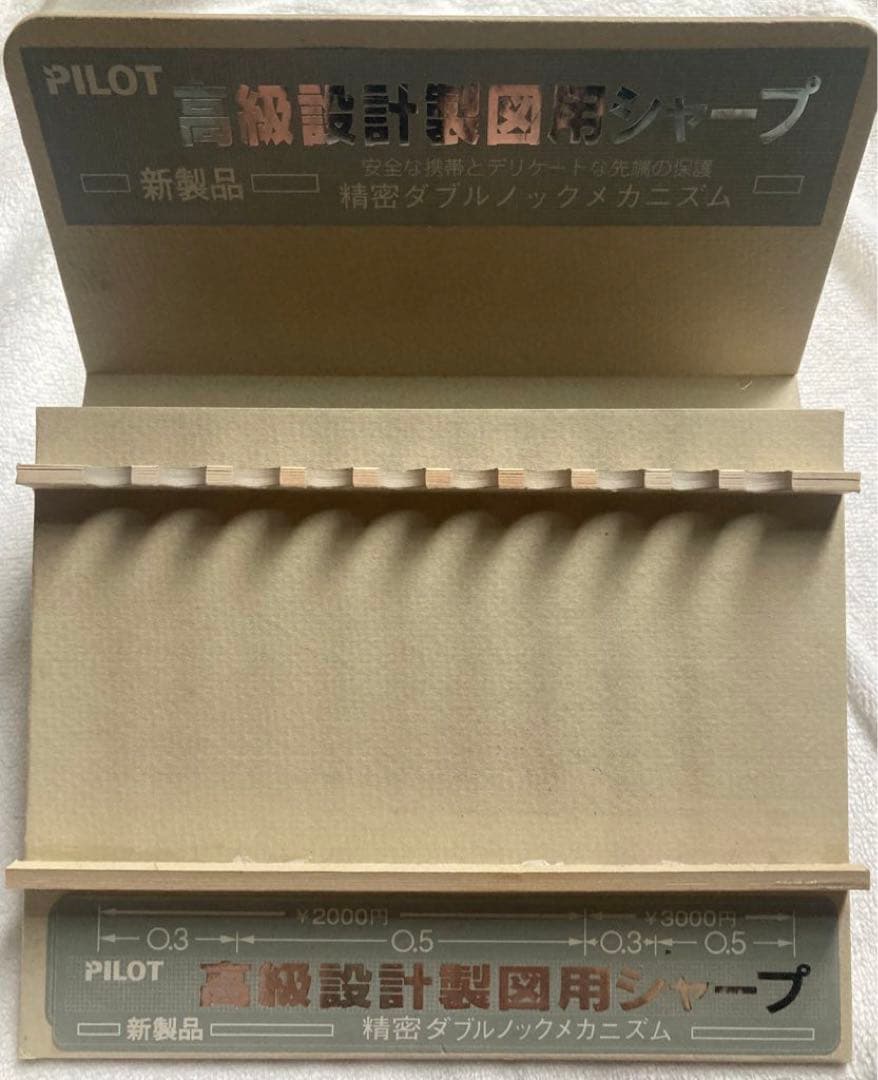 PILOT
高級設計製図用シャープ
安全な携帯とデリケートな先端の保護
新製品
精密ダブルノックメカニズム
¥2000円 ¥3000円
0.3 0.5 0.3 0.5
PILOT
高級設計製図用シャープ
新製品 精密ダブルノックメカニズム